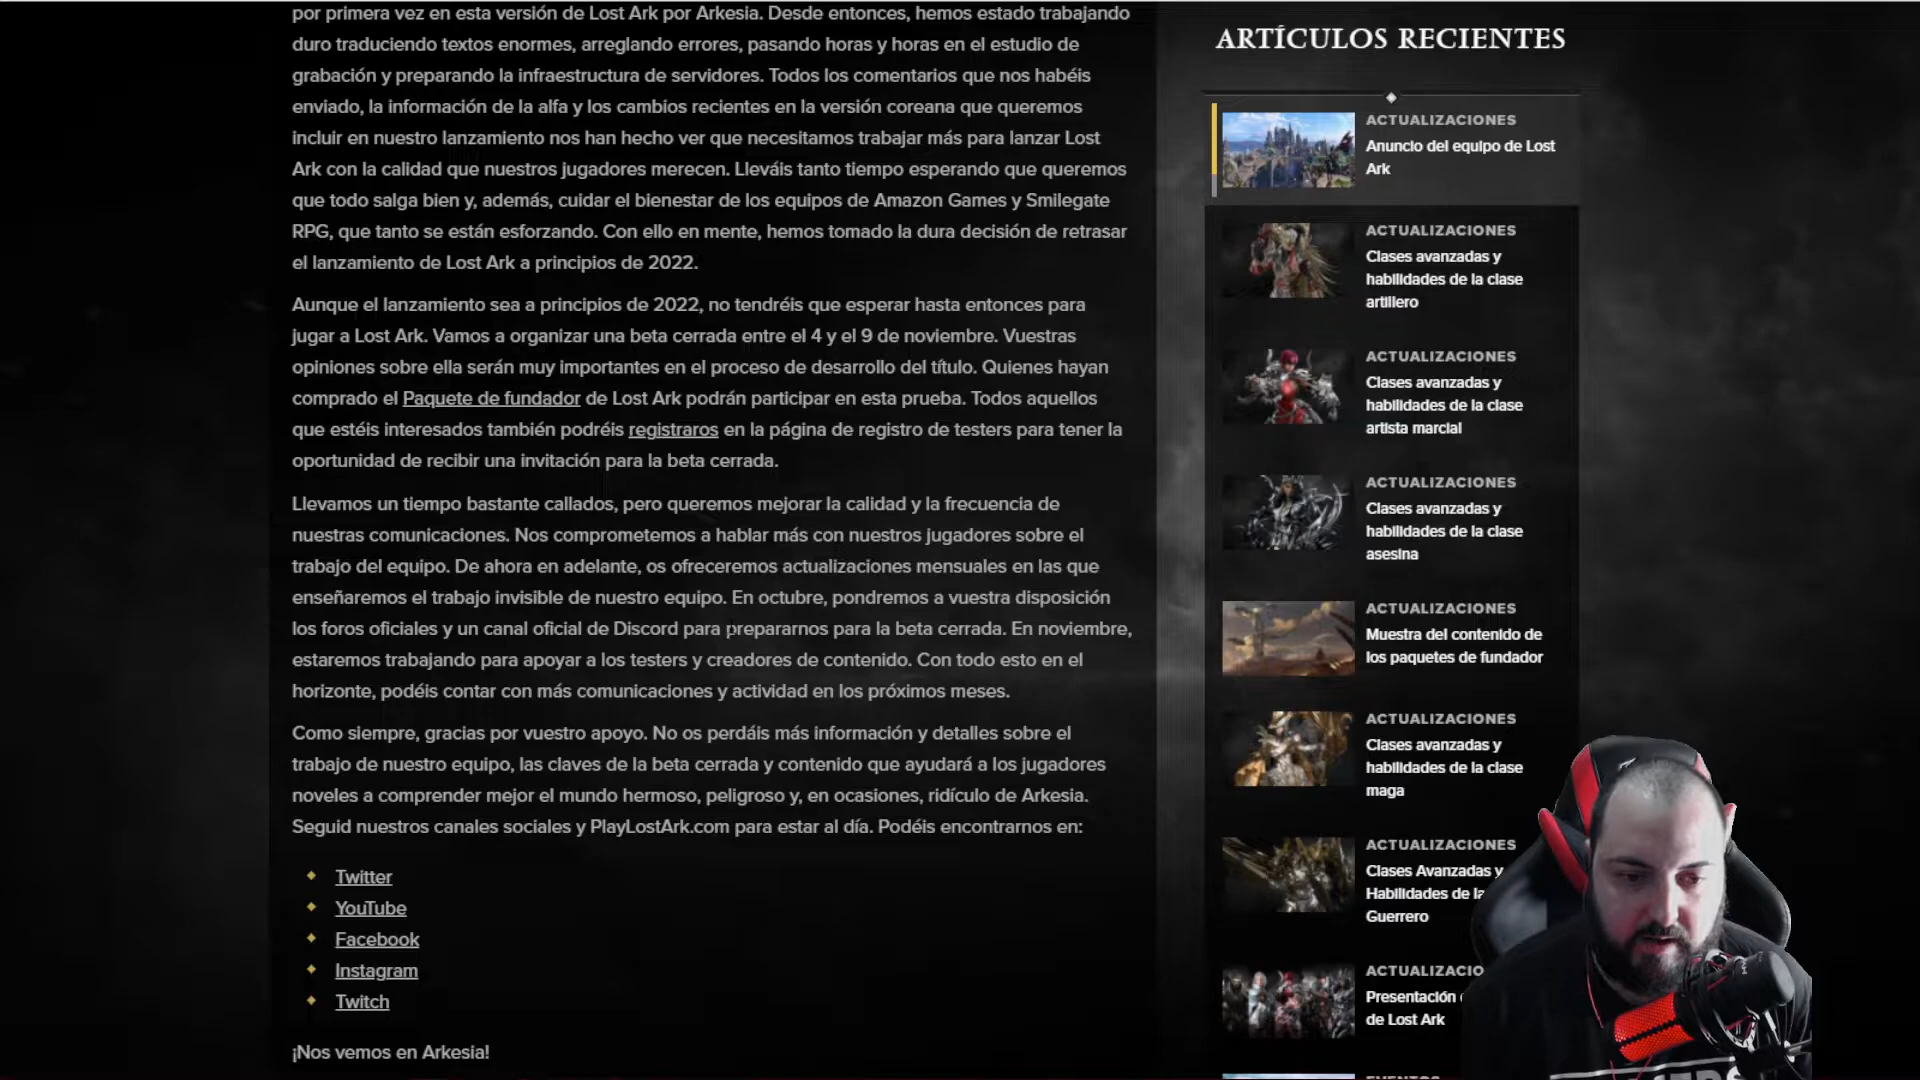 por primera vez en esta versión de Lost Ark por Arkesia. Desde entonces, hemos estado trabajando
duro traduciendo textos enormes, arreglando errores, pasando horas y horas en el estudio de
grabación y preparando la infraestructura de servidores. Todos los comentarios que nos habéis
enviado, la información de la alfa y los cambios recientes en la versión coreana que queremos
incluir en nuestro lanzamiento nos han hecho ver que necesitamos trabajar más para lanzar Lost
Ark con la calidad que nuestros jugadores merecen. Lleváis tanto tiempo esperando que queremos
que todo salga bien y, además, cuidar el bienestar de los equipos de Amazon Games y Smilegate
RPG, que tanto se están esforzando. Con ello en mente, hemos tomado la dura decisión de retrasar
el lanzamiento de Lost Ark a principios de 2022.
Aunque el lanzamiento sea a principios de 2022, no tendréis que esperar hasta entonces para
jugar a Lost Ark. Vamos a organizar una beta cerrada entre el 4 y el 9 de noviembre. Vuestras
opiniones sobre ella serán muy importantes en el proceso de desarrollo del título. Quienes hayan
comprado el Paquete de fundador de Lost Ark podrán participar en esta prueba. Todos aquellos
que estéis interesados también podréis registraros en la página de registro de testers para tener la
oportunidad de recibir una invitación para la beta cerrada.
Llevamos un tiempo bastante callados, pero queremos mejorar la calidad y la frecuencia de
nuestras comunicaciones. Nos comprometemos a hablar más con nuestros jugadores sobre el
trabajo del equipo. De ahora en adelante, os ofreceremos actualizaciones mensuales en las que
enseñaremos el trabajo invisible de nuestro equipo. En octubre, pondremos a vuestra disposición
los foros oficiales y un canal oficial de Discord para prepararnos para la beta cerrada. En noviembre,
estaremos trabajando para apoyar a los testers y creadores de contenido. Con todo esto en el
horizonte, podéis contar con más comunicaciones y actividad en los próximos meses.
Como siempre, gracias por vuestro apoyo. No os perdáis más información y detalles sobre el
trabajo de nuestro equipo, las claves de la beta cerrada y contenido que ayudará a los jugadores
noveles a comprender mejor el mundo hermoso, peligroso y, en ocasiones, ridículo de Arkesia.
Seguid nuestros canales sociales y PlayLostArk.com para estar al día. Podéis encontrarnos en:
Twitter
YouTube
Facebook
Instagram
Twitch
¡Nos vemos en Arkesia!
ARTÍCULOS RECIENTES
ACTUALIZACIONES
Anuncio del equipo de Lost
Ark
ACTUALIZACIONES
Clases avanzadas y
habilidades de la clase
artillero
ACTUALIZACIONES
Clases avanzadas y
habilidades de la clase
artista marcial
ACTUALIZACIONES
Clases avanzadas y
habilidades de la clase
asesina
ACTUALIZACIONES
Muestra del contenido de
los paquetes de fundador
ACTUALIZACIONES
Clases avanzadas y
habilidades de la clase
maga
ACTUALIZACIONES
Clases Avanzadas y
Habilidades de la
Guerrero
ACTUALIZACIO
Presentación
de Lost Ark
EVENTOS